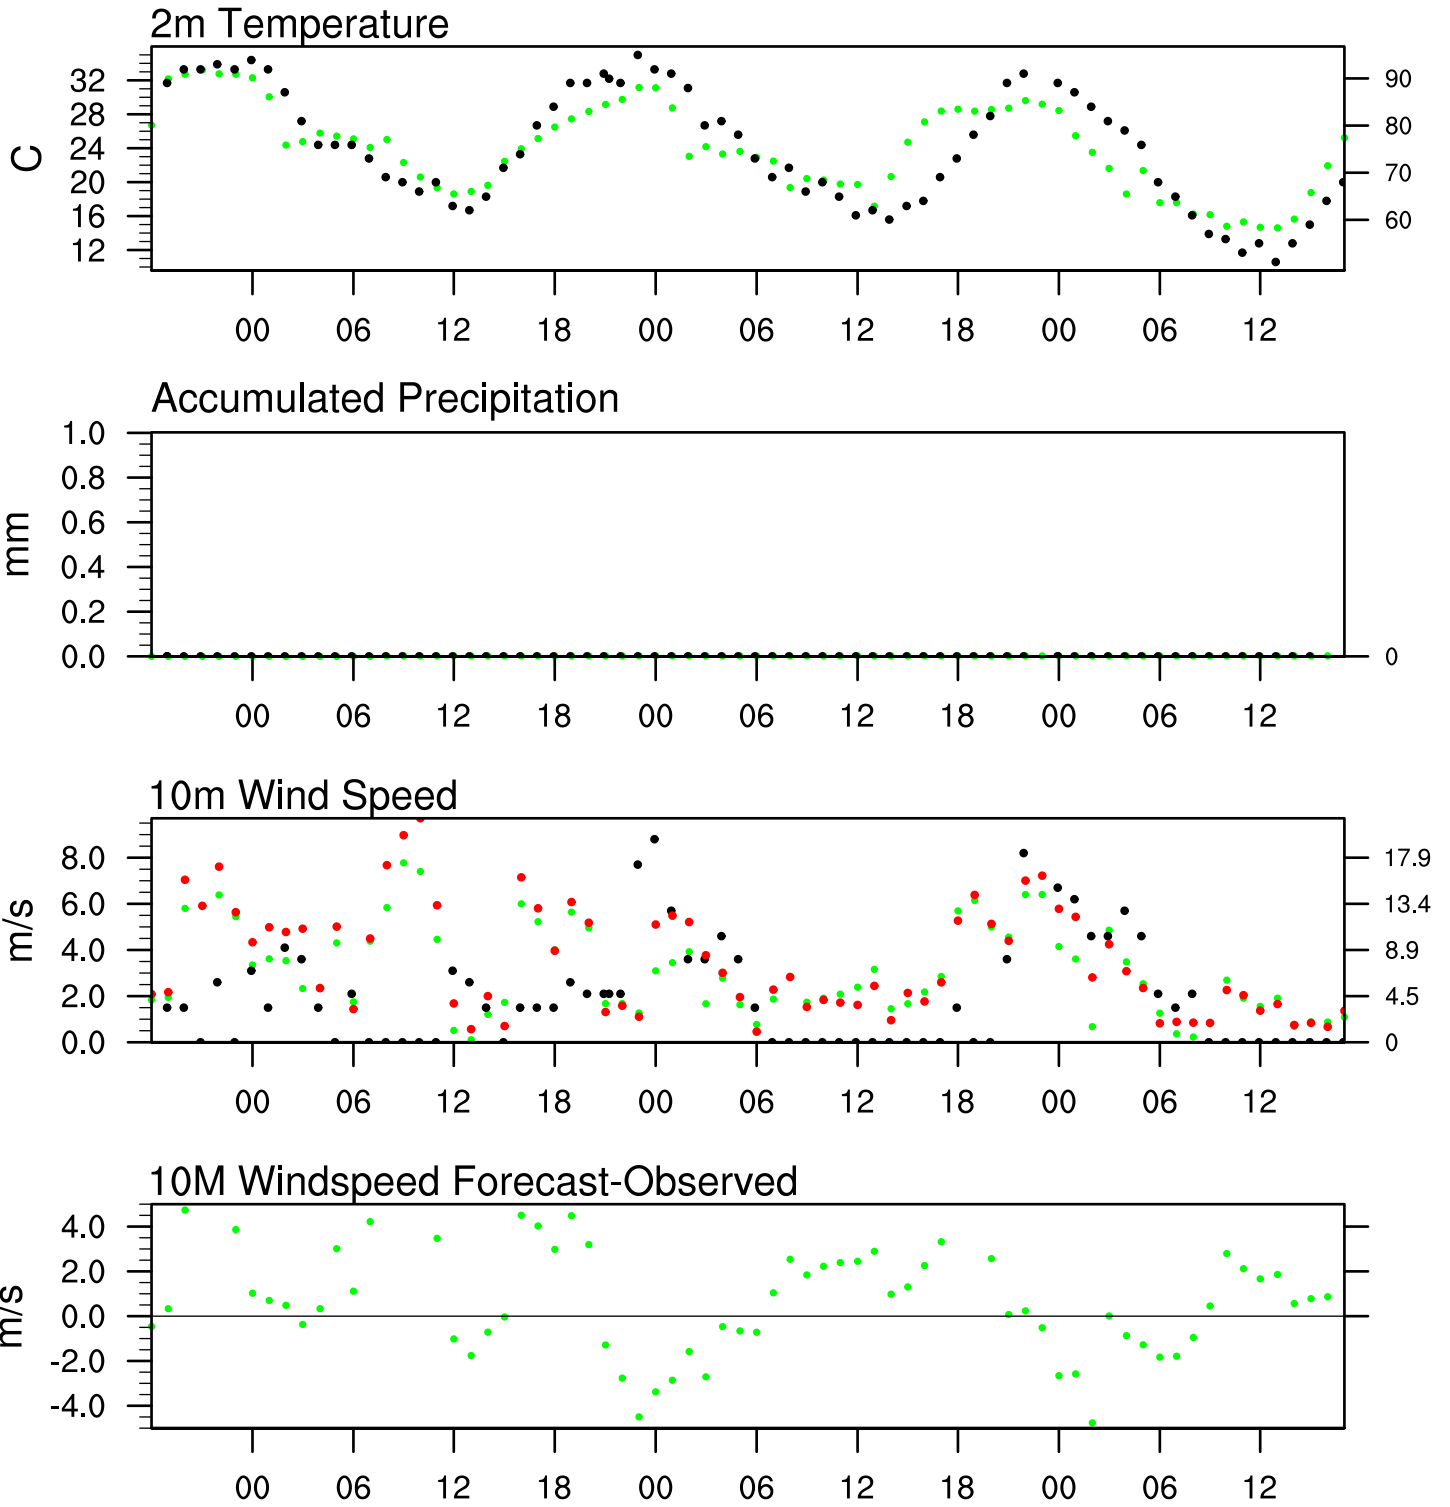 2m Temperature
C
32 90
28 80
24
20 70
16 60
12
00 06 12 18 00 06 12 18 00 06 12
Accumulated Precipitation
mm
1.0
0.8
0.6
0.4
0.2
0.0 0
00 06 12 18 00 06 12 18 00 06 12
10m Wind Speed
m/s
8.0 17.9
6.0 13.4
4.0 8.9
2.0 4.5
0.0 0
00 06 12 18 00 06 12 18 00 06 12
10M Windspeed Forecast-Observed
m/s
4.0
2.0
0.0
-2.0
-4.0
00 06 12 18 00 06 12 18 00 06 12